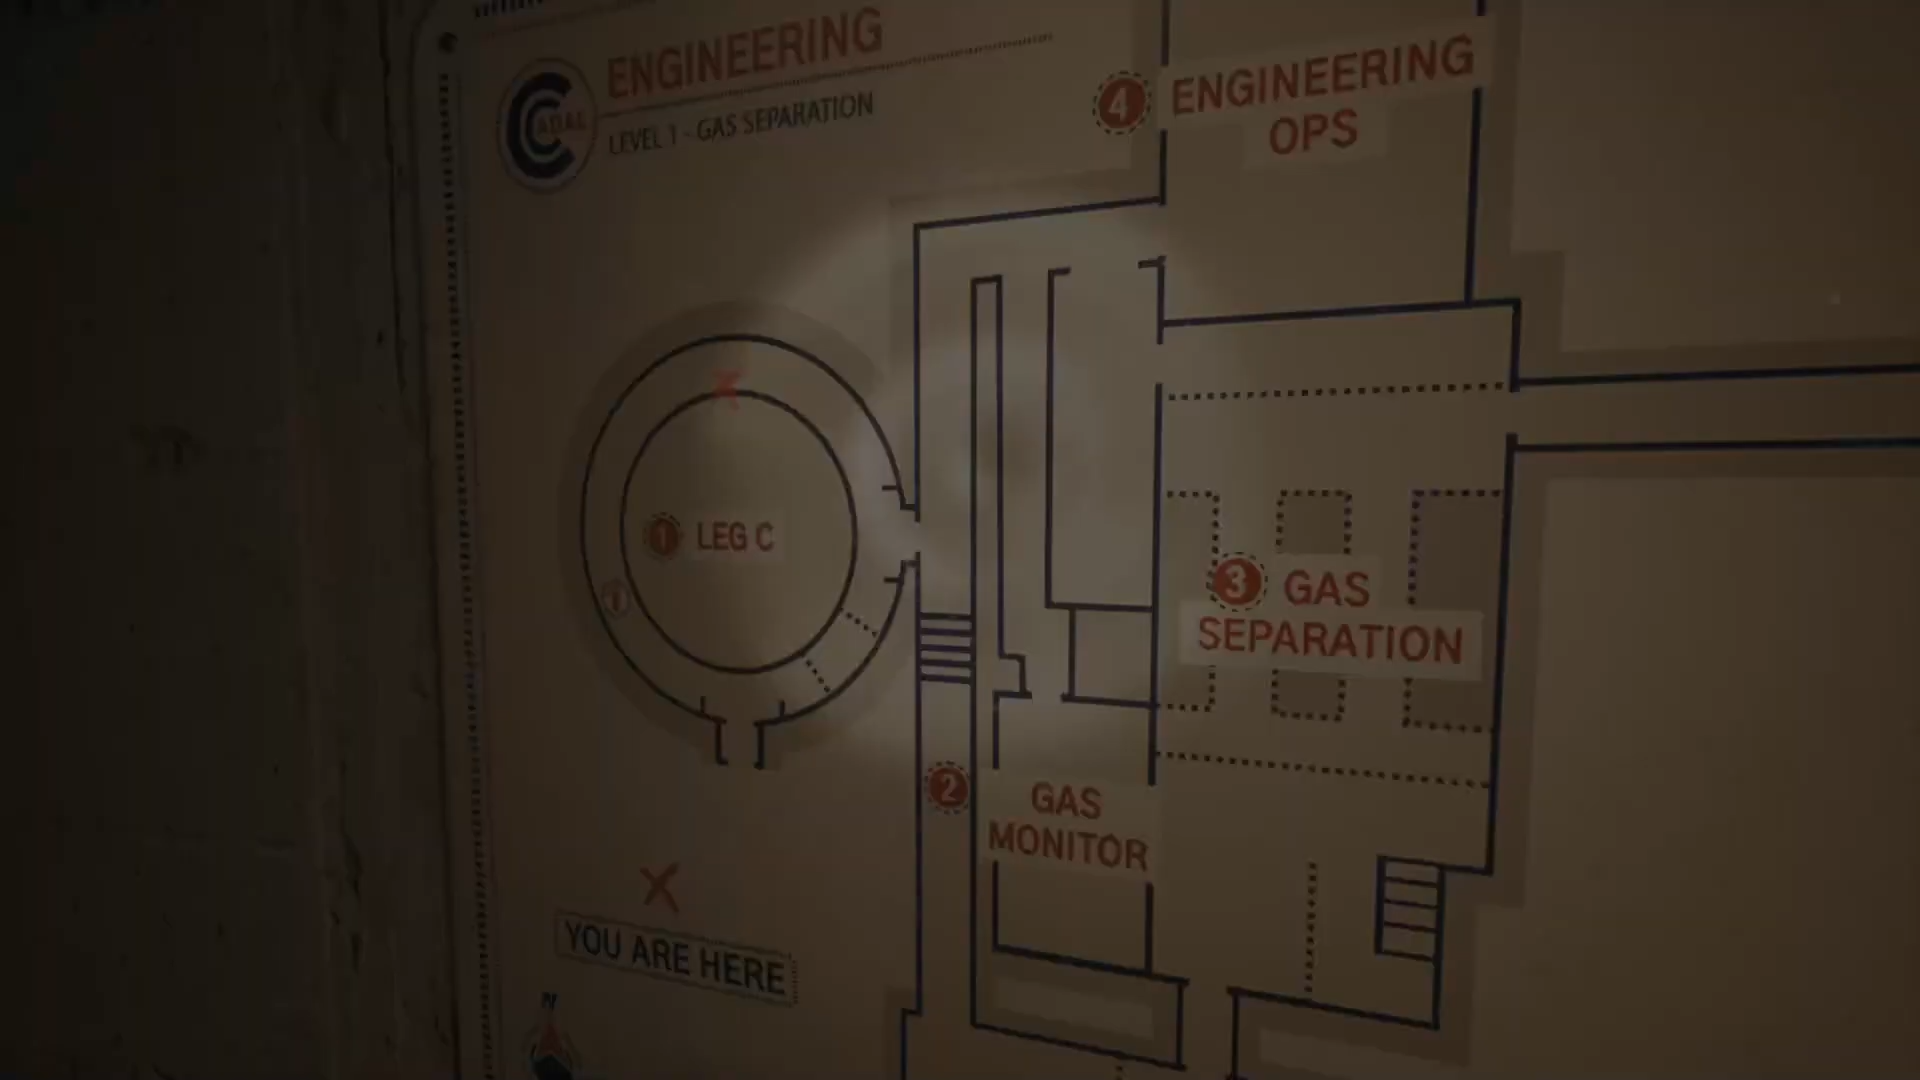 ENGINEERING
CADAL
LEVEL 1 - GAS SEPARATION
4 ENGINEERING
OPS
1 LEG C
3 GAS
SEPARATION
2
GAS
MONITOR
X
YOU ARE HERE
N